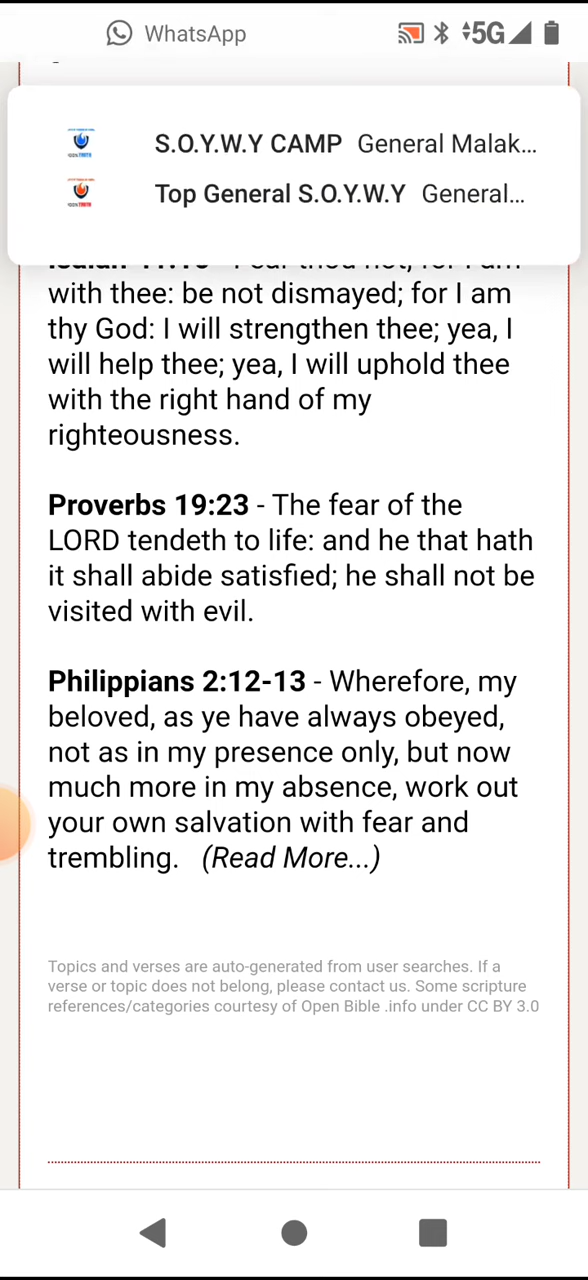 WhatsApp
5G
S.O.Y.W.Y CAMP General Malak...
Top General S.O.Y.W.Y General...
with thee: be not dismayed; for I am
thy God: I will strengthen thee; yea, I
will help thee; yea, I will uphold thee
with the right hand of my
righteousness.
Proverbs 19:23 - The fear of the
LORD tendeth to life: and he that hath
it shall abide satisfied; he shall not be
visited with evil.
Philippians 2:12-13 - Wherefore, my
beloved, as ye have always obeyed,
not as in my presence only, but now
much more in my absence, work out
your own salvation with fear and
trembling. (Read More...)
Topics and verses are auto-generated from user searches. If a
verse or topic does not belong, please contact us. Some scripture
references/categories courtesy of Open Bible .info under CC BY 3.0